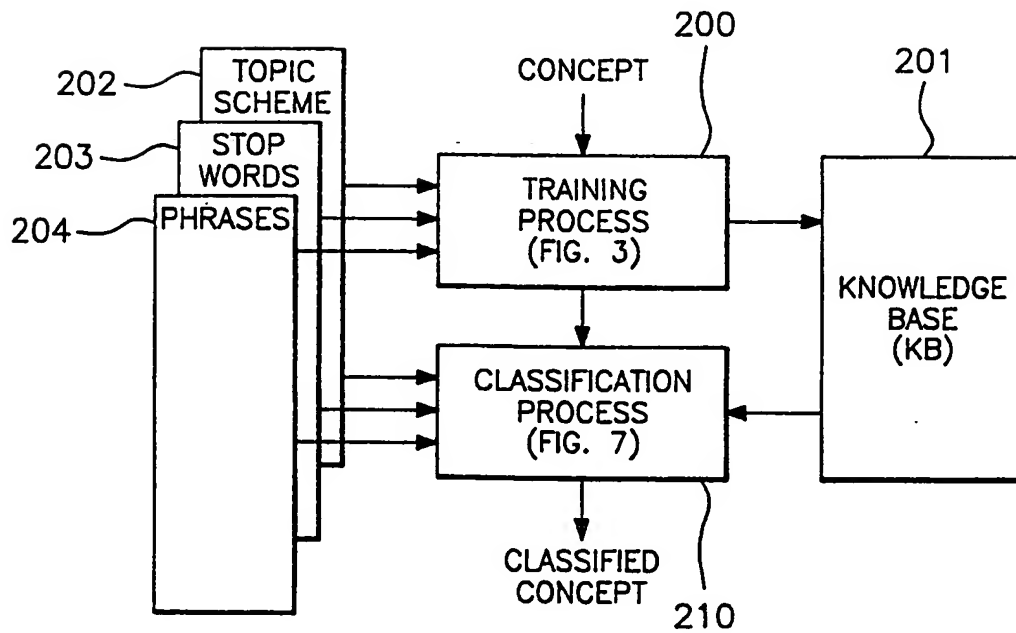 200
CONCEPT
201
202
TOPIC
SCHEME
203
STOP
WORDS
204
PHRASES
TRAINING
PROCESS
(FIG. 3)
KNOWLEDGE
BASE
(KB)
CLASSIFICATION
PROCESS
(FIG. 7)
CLASSIFIED
CONCEPT
210